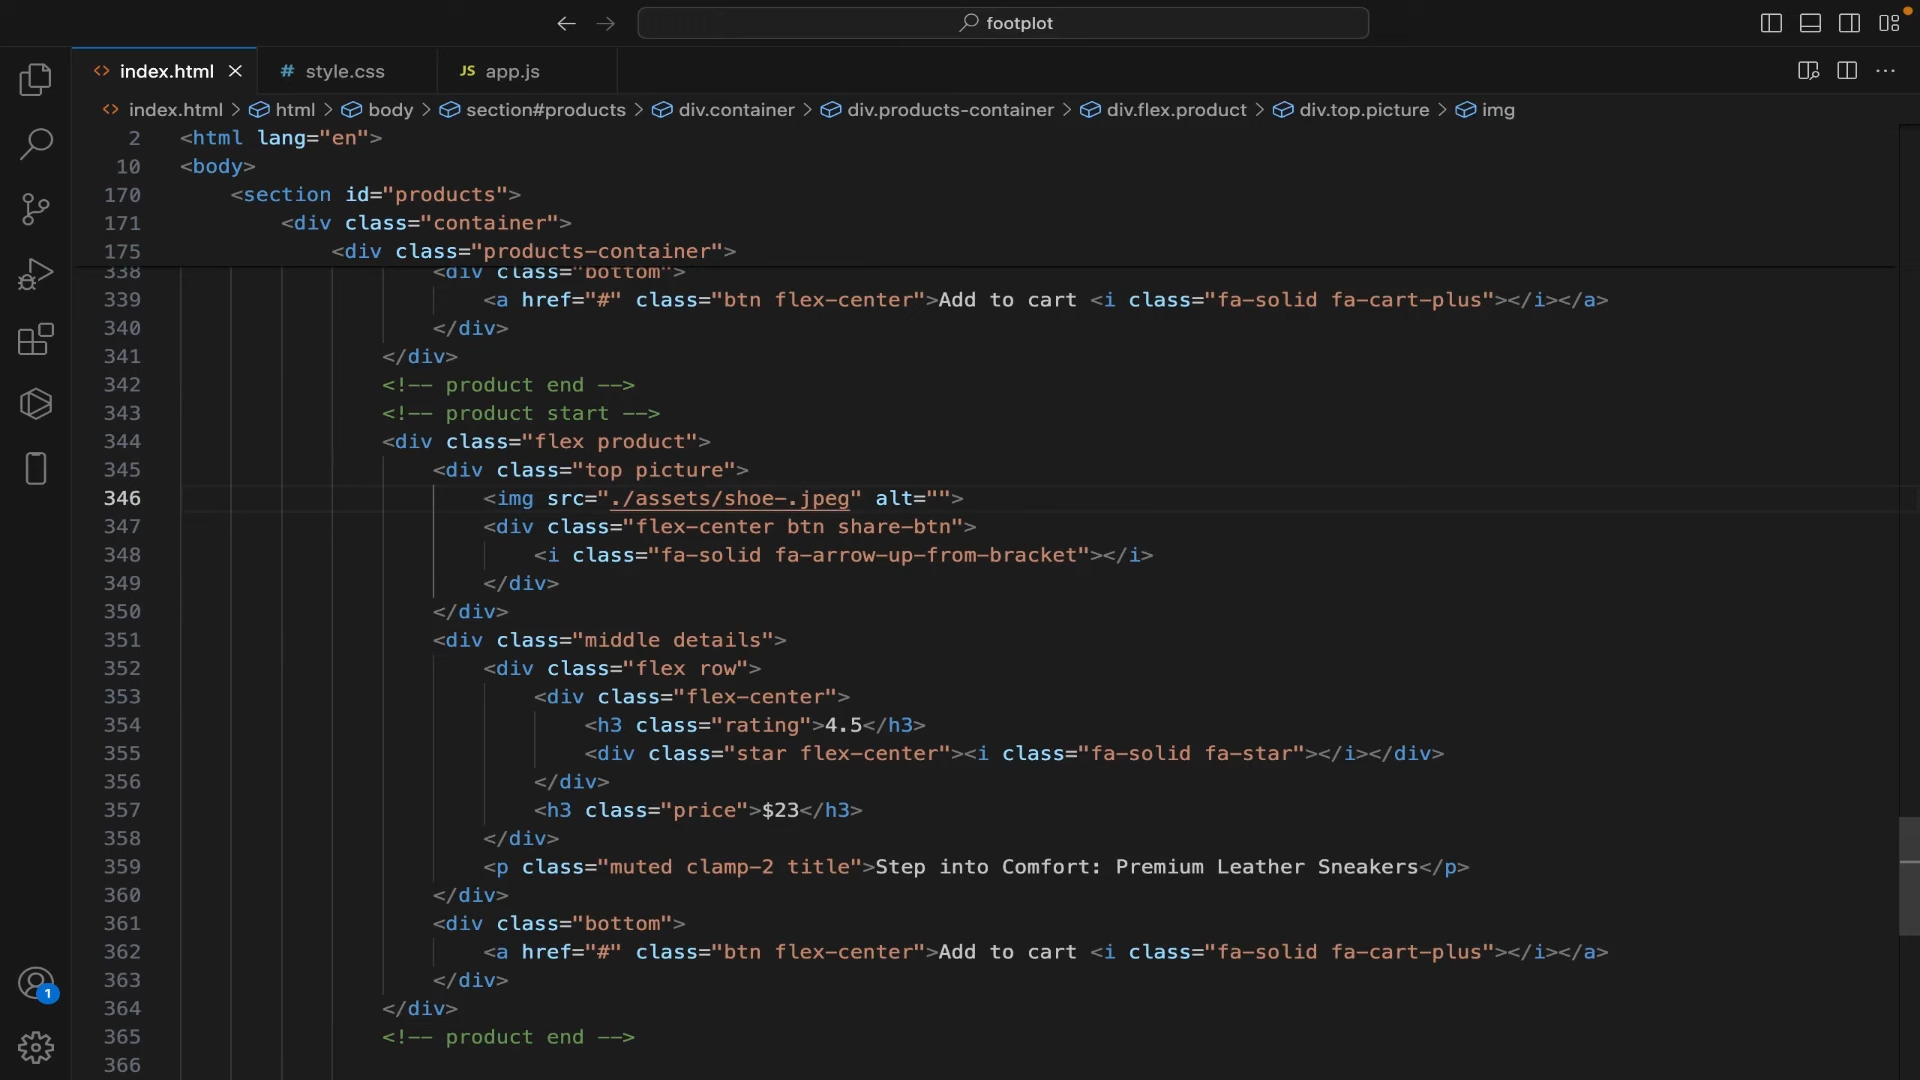 footplot
index.html
# style.css
JS app.js
index.html > html > body > section#products > div.container > div.products-container > div.flex.product > div.top.picture > img
2 <html lang="en">
10 <body>
170 <section id="products">
171 <div class="container">
175 <div class="products-container">
338 <div class="bottom">
339 <a href="#" class="btn flex-center">Add to cart <i class="fa-solid fa-cart-plus"></i></a>
340 </div>
341 </div>
342 <!-- product end -->
343 <!-- product start -->
344 <div class="flex product">
345 <div class="top picture">
346 <img src="./assets/shoe-.jpeg" alt="">
347 <div class="flex-center btn share-btn">
348 <i class="fa-solid fa-arrow-up-from-bracket"></i>
349 </div>
350 </div>
351 <div class="middle details">
352 <div class="flex row">
353 <div class="flex-center">
354 <h3 class="rating">4.5</h3>
355 <div class="star flex-center"><i class="fa-solid fa-star"></i></div>
356 </div>
357 <h3 class="price">$23</h3>
358 </div>
359 <p class="muted clamp-2 title">Step into Comfort: Premium Leather Sneakers</p>
360 </div>
361 <div class="bottom">
362 <a href="#" class="btn flex-center">Add to cart <i class="fa-solid fa-cart-plus"></i></a>
363 </div>
364 </div>
365 <!-- product end -->
366
1